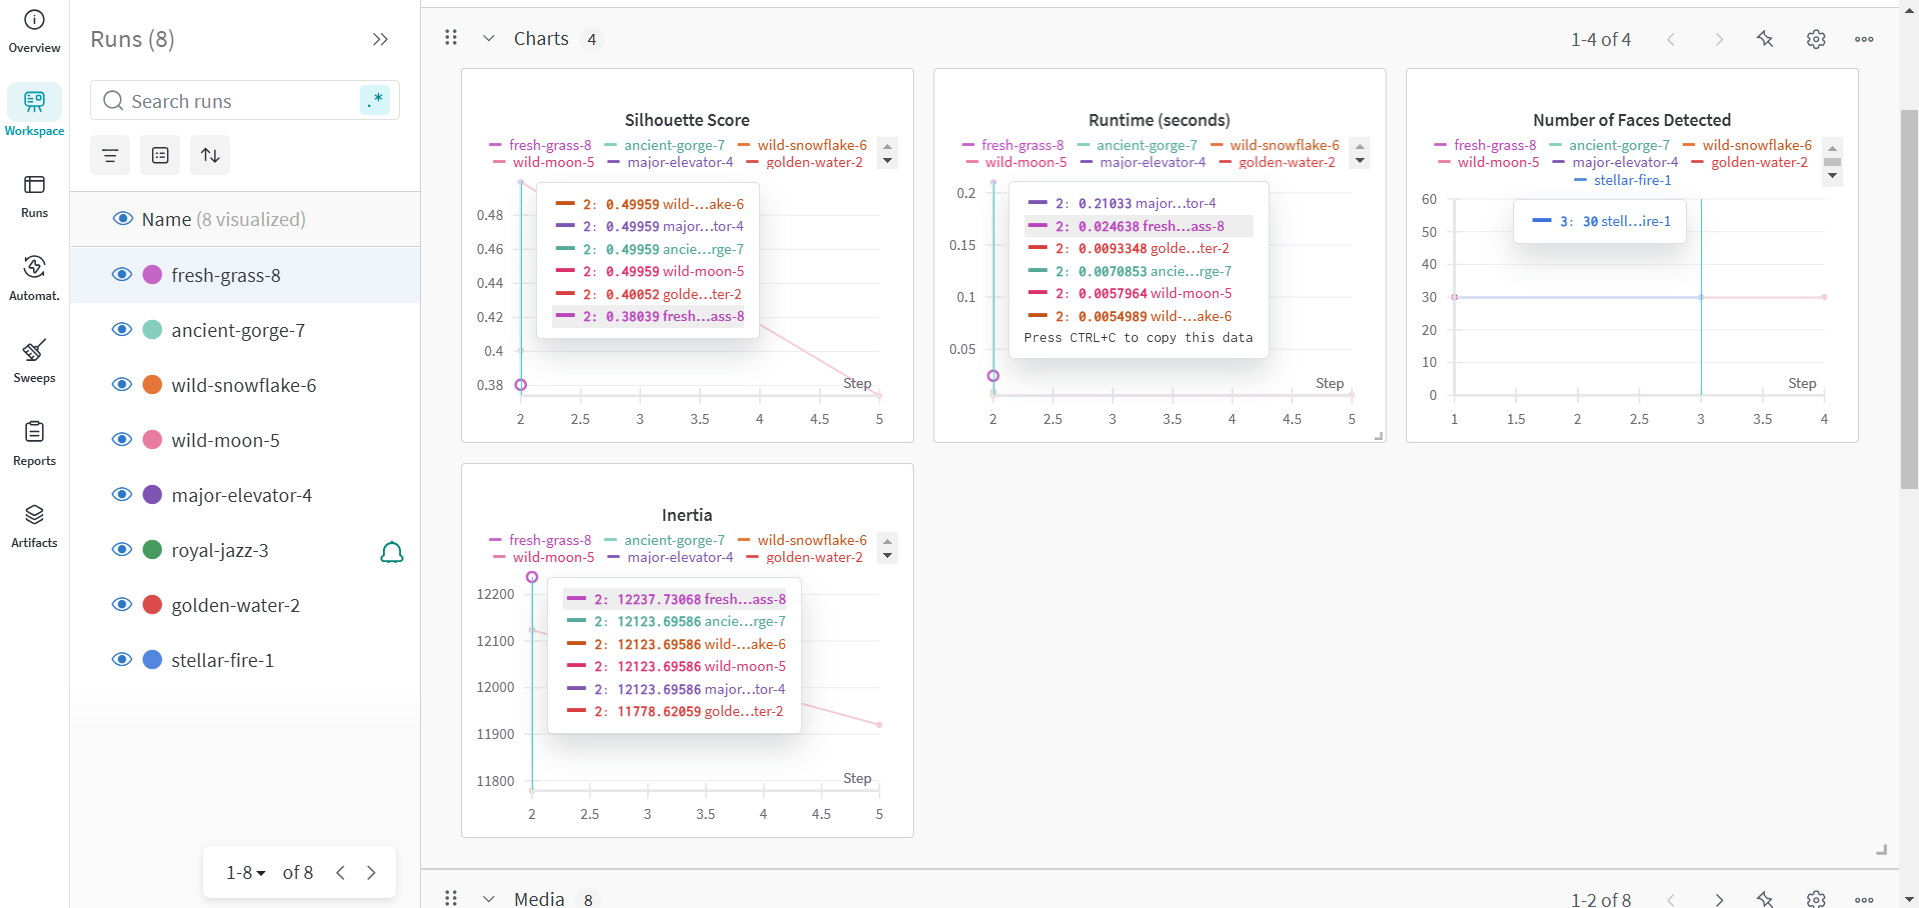 Overview
Workspace
Runs
Automat.
Sweeps
Reports
Artifacts
Runs (8)
Search runs
.*
Name (8 visualized)
fresh-grass-8
ancient-gorge-7
wild-snowflake-6
wild-moon-5
major-elevator-4
royal-jazz-3
golden-water-2
stellar-fire-1
1-8 of 8
Charts 4
1-4 of 4
Silhouette Score
fresh-grass-8 ancient-gorge-7 wild-snowflake-6
wild-moon-5 major-elevator-4 golden-water-2
0.48
0.46
0.44
0.42
0.4
0.38
2: 0.49959 wild-...ake-6
2: 0.49959 major...tor-4
2: 0.49959 ancie...rge-7
2: 0.49959 wild-moon-5
2: 0.40052 golde...ter-2
2: 0.38039 fresh...ass-8
Step
2 2.5 3 3.5 4 4.5 5
Runtime (seconds)
fresh-grass-8 ancient-gorge-7 wild-snowflake-6
wild-moon-5 major-elevator-4 golden-water-2
0.2
0.15
0.1
0.05
2: 0.21033 major...tor-4
2: 0.024638 fresh...ass-8
2: 0.0093348 golde...ter-2
2: 0.0070853 ancie...rge-7
2: 0.0057964 wild-moon-5
2: 0.0054989 wild-...ake-6
Press CTRL+C to copy this data
Step
2 2.5 3 3.5 4 4.5 5
Number of Faces Detected
fresh-grass-8 ancient-gorge-7 wild-snowflake-6
wild-moon-5 major-elevator-4 golden-water-2
stellar-fire-1
60
50
40
30
20
10
0
3: 30 stell...ire-1
Step
1 1.5 2 2.5 3 3.5 4
Inertia
fresh-grass-8 ancient-gorge-7 wild-snowflake-6
wild-moon-5 major-elevator-4 golden-water-2
12200
12100
12000
11900
11800
2: 12237.73068 fresh...ass-8
2: 12123.69586 ancie...rge-7
2: 12123.69586 wild-...ake-6
2: 12123.69586 wild-moon-5
2: 12123.69586 major...tor-4
2: 11778.62059 golde...ter-2
Step
2 2.5 3 3.5 4 4.5 5
Media 8
1-2 of 8